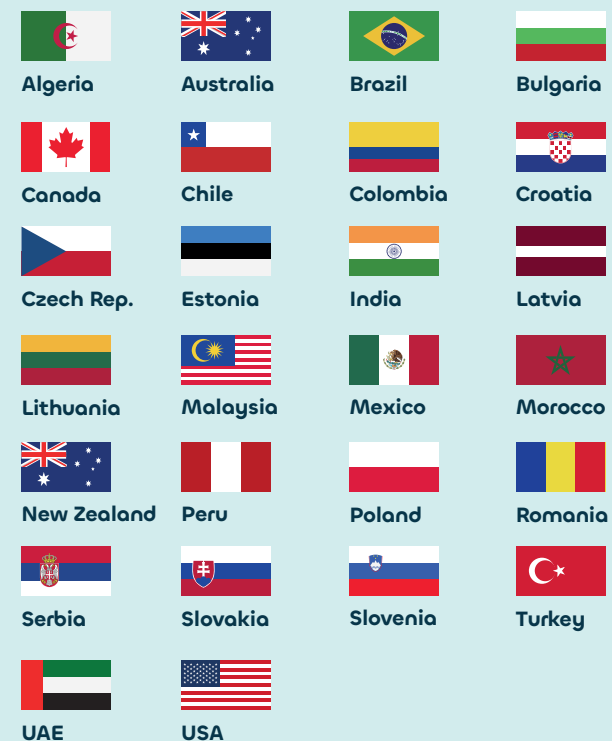 Algeria
Australia
Brazil
Bulgaria
Canada
Chile
Colombia
Croatia
Czech Rep.
Estonia
India
Latvia
Lithuania
Malaysia
Mexico
Morocco
New Zealand
Peru
Poland
Romania
Serbia
Slovakia
Slovenia
Turkey
UAE
USA